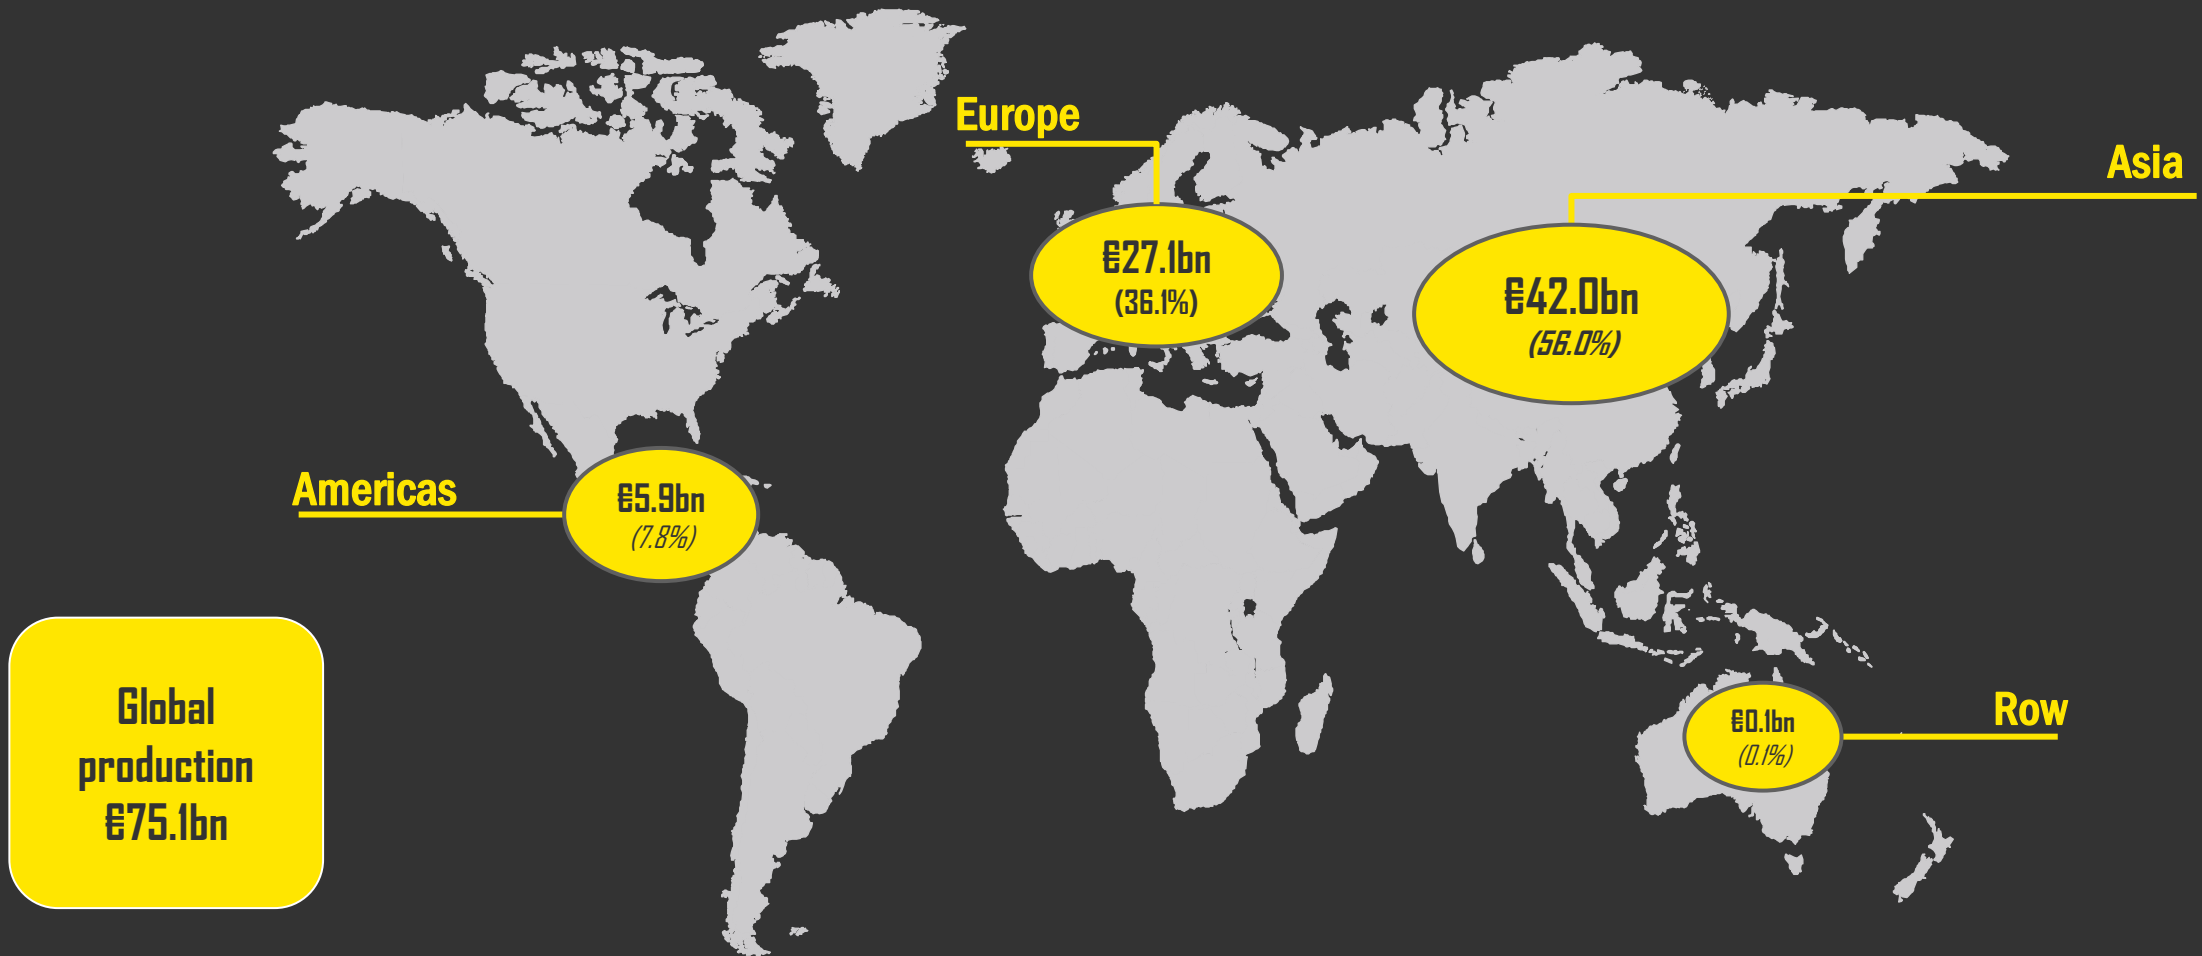 Europe
€27.1bn
(36.1%)
Asia
€42.0bn
(56.0%)
Americas
€5.9bn
(7.8%)
Row
€0.1bn
(0.1%)
Global
production
€75.1bn